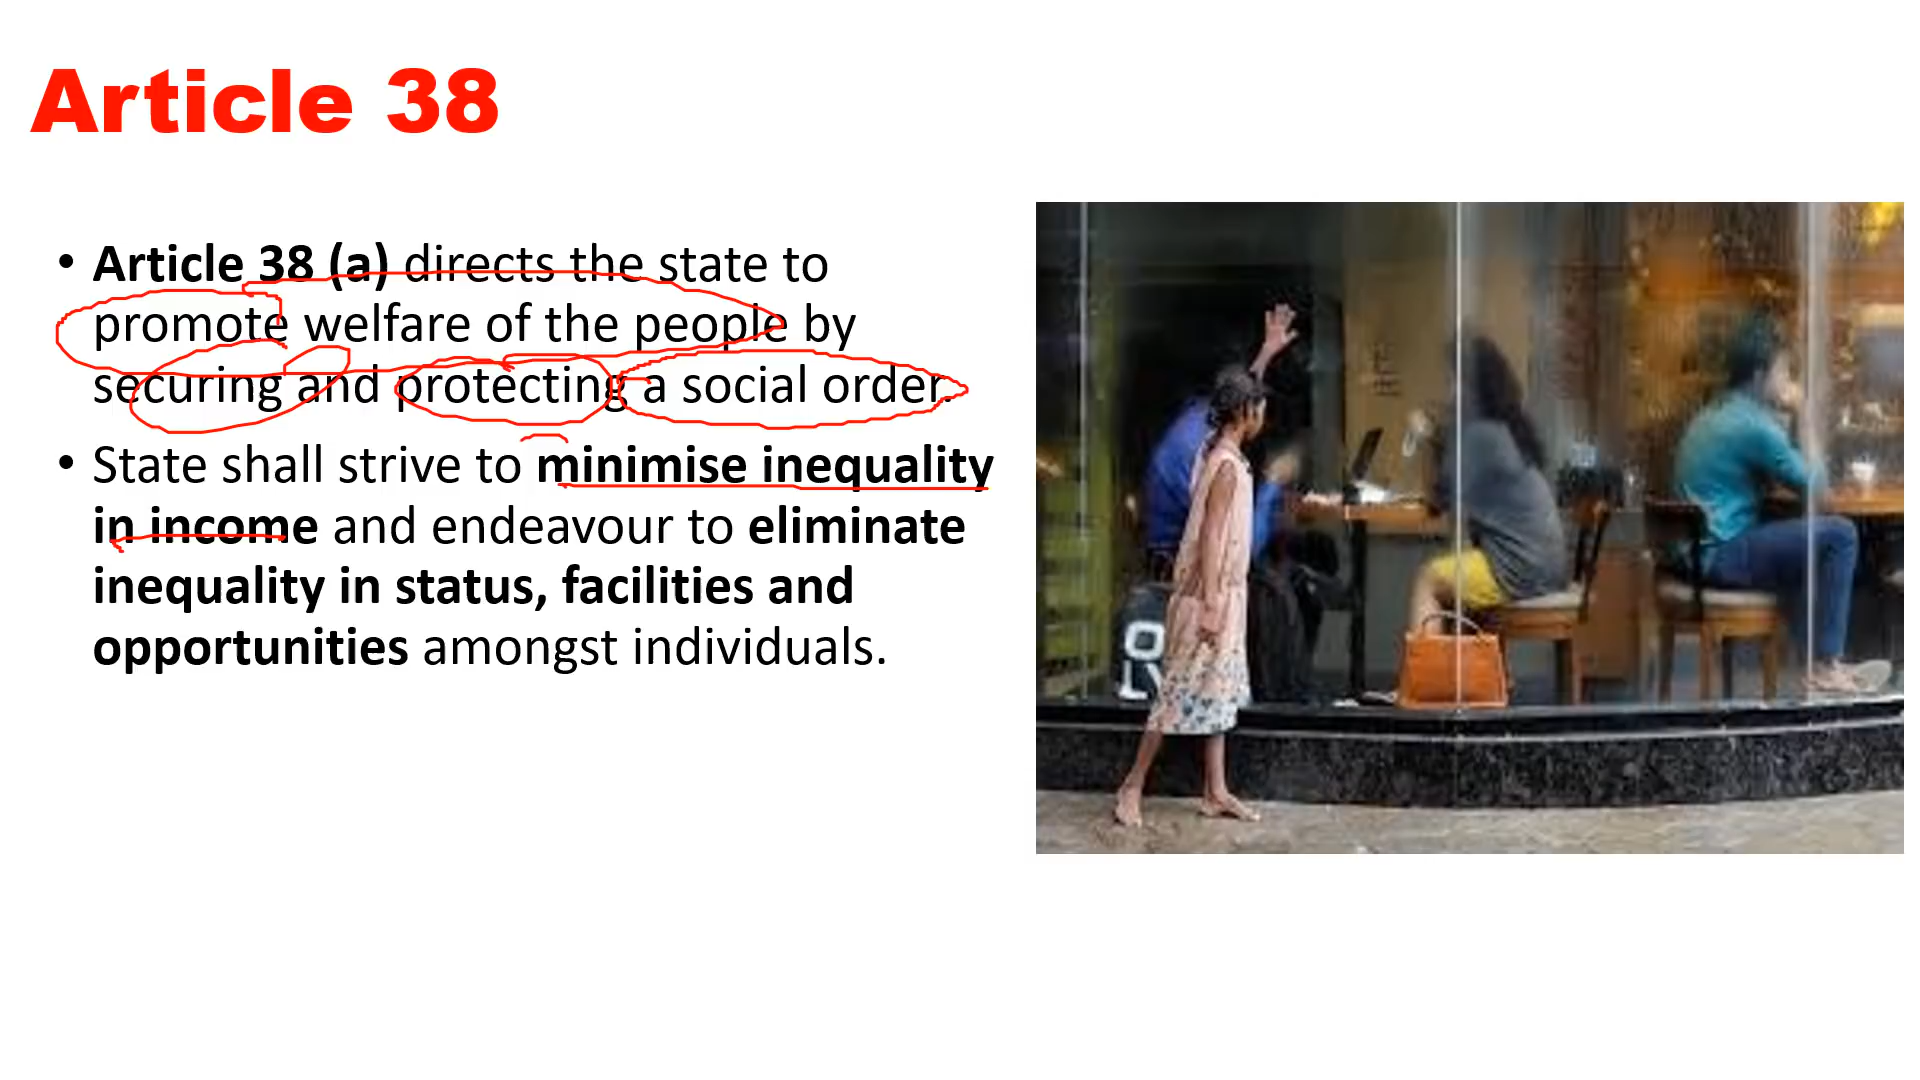 Article 38
• Article 38 (a) directs the state to
promote welfare of the people by
securing and protecting a social order.
• State shall strive to minimise inequality
in income and endeavour to eliminate
inequality in status, facilities and
opportunities amongst individuals.